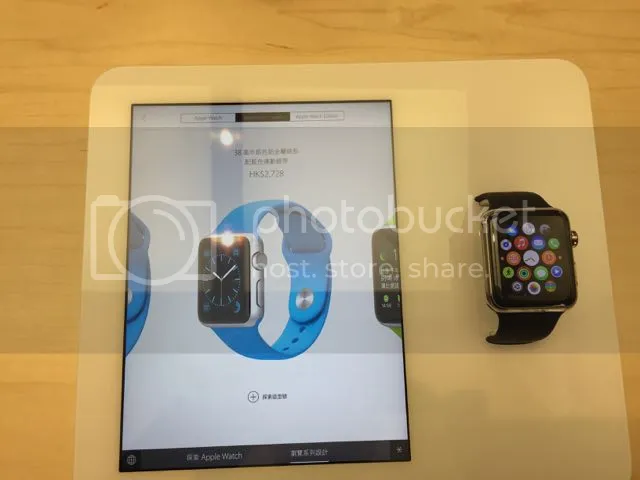 Apple Watch
Apple Watch Edition
38 毫米銀色鋁金屬錶殼
配藍色運動錶帶
HK$2,728
photobucket
host. store. share.
探索這型號
探索 Apple Watch
瀏覽系列設計